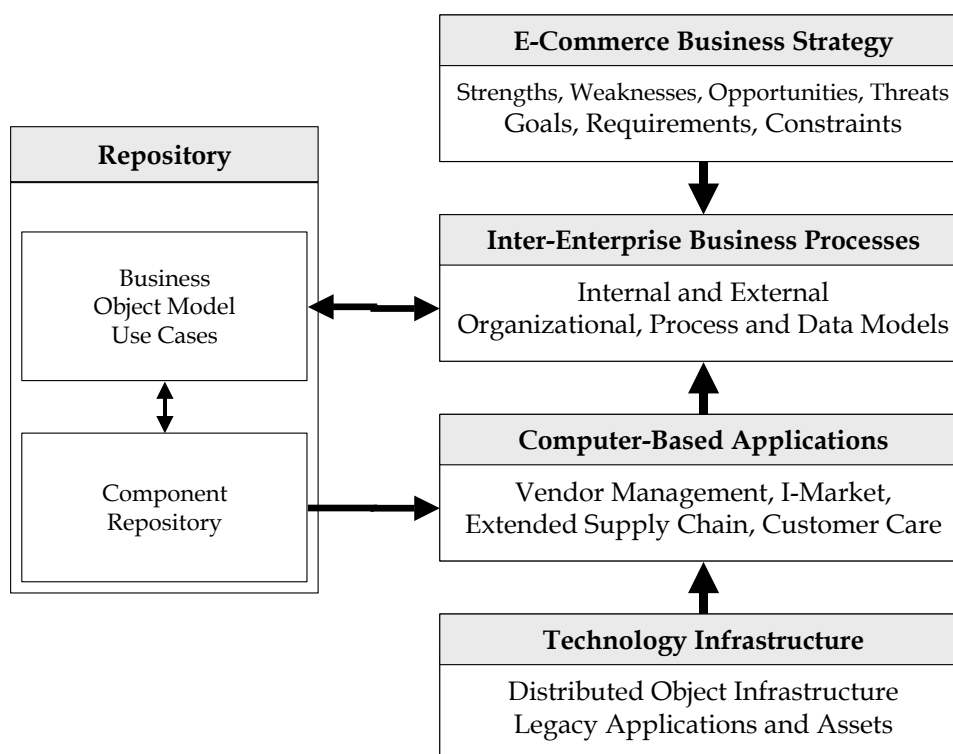 E-Commerce Business Strategy
Strengths, Weaknesses, Opportunities, Threats
Goals, Requirements, Constraints
Repository
Business
Object Model
Use Cases
Component
Repository
Inter-Enterprise Business Processes
Internal and External
Organizational, Process and Data Models
Computer-Based Applications
Vendor Management, I-Market,
Extended Supply Chain, Customer Care
Technology Infrastructure
Distributed Object Infrastructure
Legacy Applications and Assets